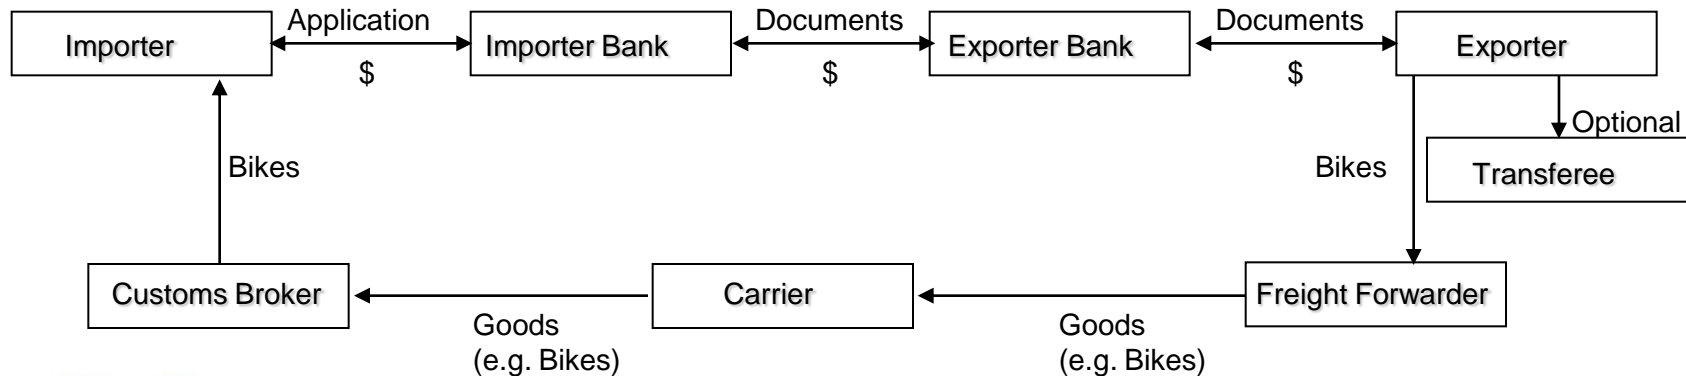 Application
Documents
Documents
Importer
Importer Bank
Exporter Bank
Exporter
$
$
$
Optional
Bikes
Bikes
Transferee
Customs Broker
Carrier
Freight Forwarder
Goods
(e.g. Bikes)
Goods
(e.g. Bikes)